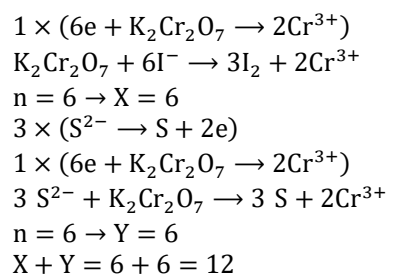 1 × (6e + K₂Cr₂O₇ ⟶ 2Cr³⁺)
K₂Cr₂O₇ + 6I⁻ ⟶ 3I₂ + 2Cr³⁺
n = 6 → X = 6
3 × (S²⁻ ⟶ S + 2e)
1 × (6e + K₂Cr₂O₇ ⟶ 2Cr³⁺)
3 S²⁻ + K₂Cr₂O₇ ⟶ 3 S + 2Cr³⁺
n = 6 → Y = 6
X + Y = 6 + 6 = 12